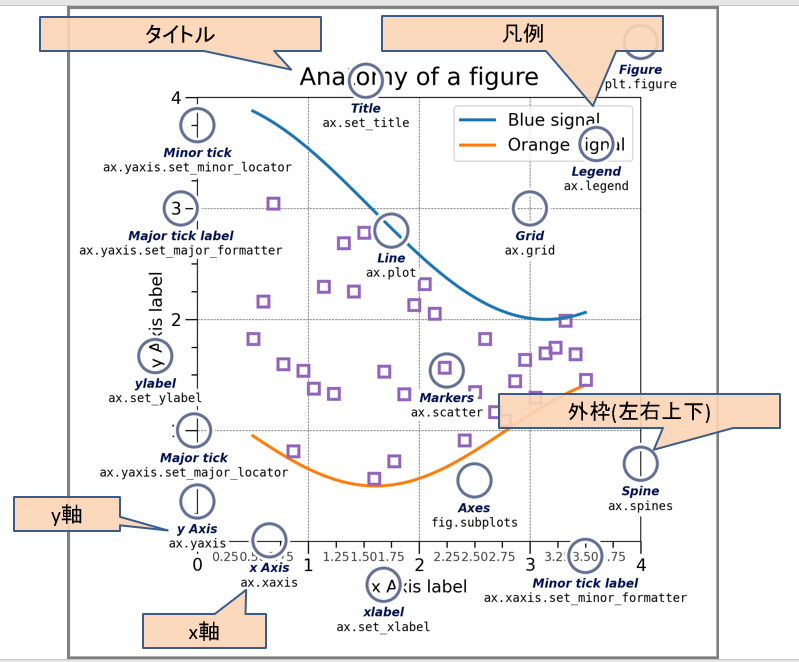 タイトル
凡例
Figure
plt.figure
Anatomy of a figure
Title
ax.set_title
4
Blue signal
Orange signal
Minor tick
ax.yaxis.set_minor_locator
Legend
ax.legend
3
Major tick label
ax.yaxis.set_major_formatter
Grid
ax.grid
Line
ax.plot
y Axis label
2
ylabel
ax.set_ylabel
Markers
ax.scatter
外枠(左右上下)
Major tick
ax.yaxis.set_major_locator
Spine
ax.spines
Axes
fig.subplots
y軸
y Axis
ax.yaxis
0 0.25 1 1.25 1.50 1.75 2 2.25 2.50 2.75 3 3.50 4
x Axis
ax.xaxis
x Axis label
Minor tick label
ax.xaxis.set_minor_formatter
xlabel
ax.set_xlabel
x軸